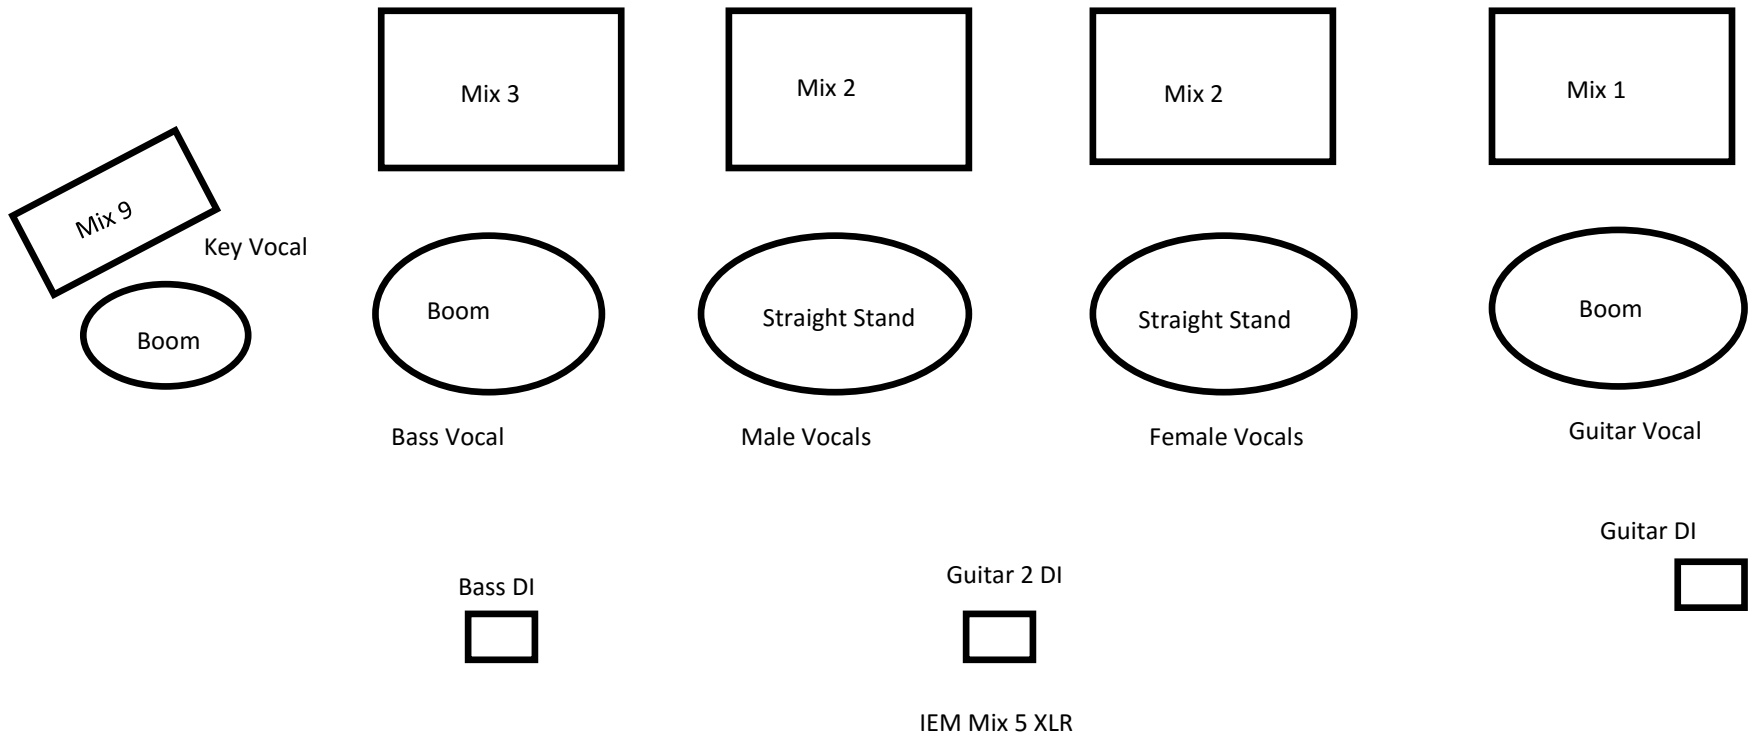 Mix 3
Mix 2
Mix 2
Mix 1
Mix 9
Key Vocal
Boom
Boom
Straight Stand
Straight Stand
Boom
Bass Vocal
Male Vocals
Female Vocals
Guitar Vocal
Guitar DI
Bass DI
Guitar 2 DI
IEM Mix 5 XLR